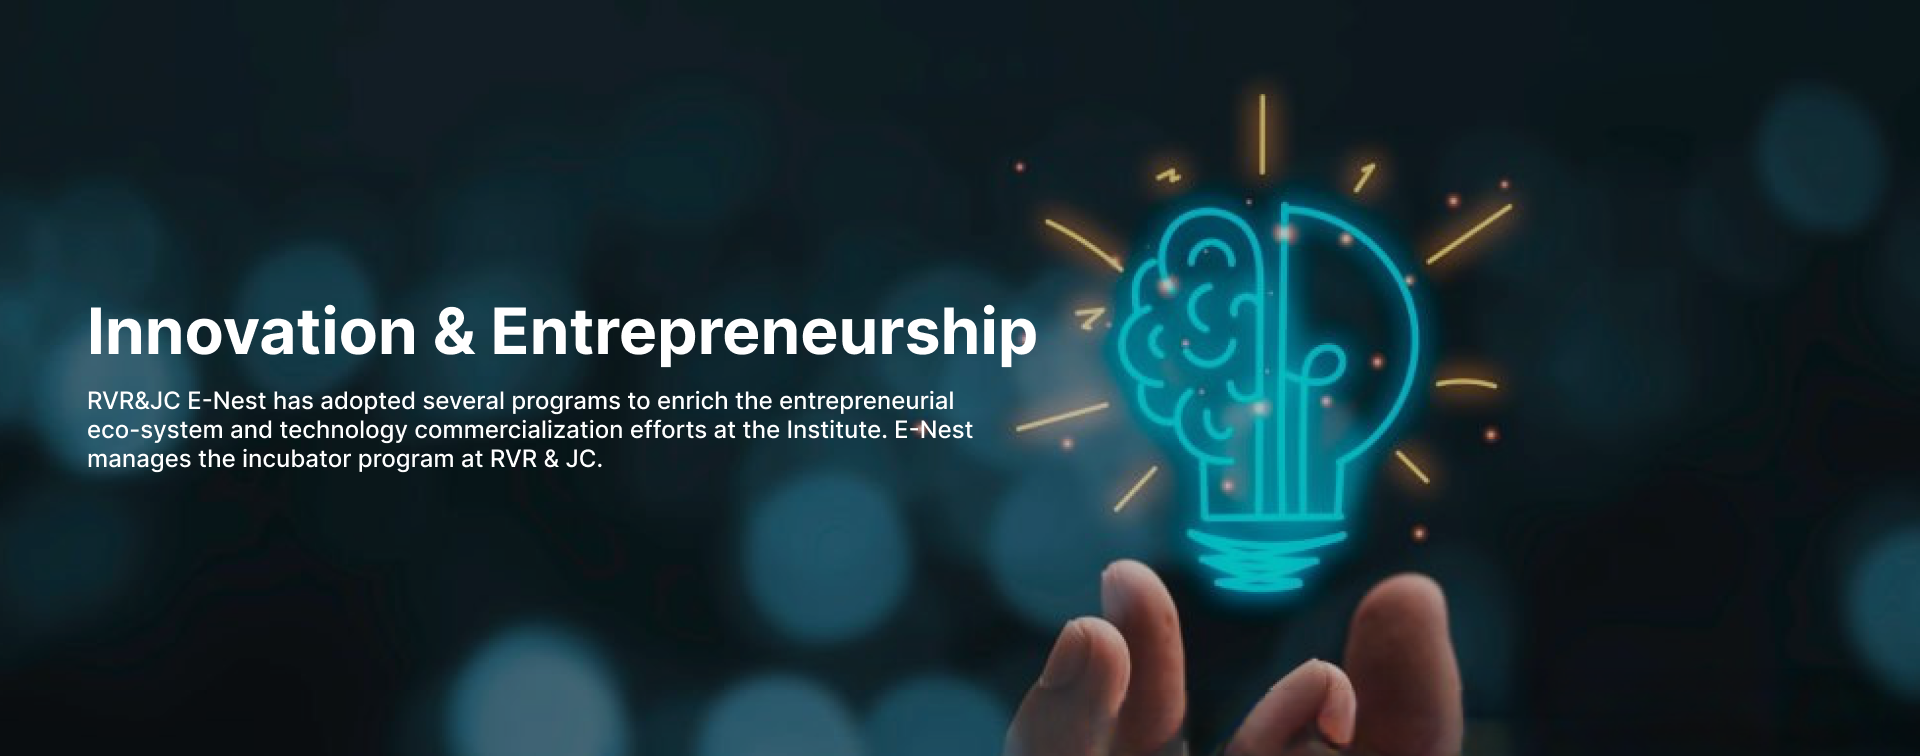 Innovation & Entrepreneurship
RVR&JC E-Nest has adopted several programs to enrich the entrepreneurial
eco-system and technology commercialization efforts at the Institute. E-Nest
manages the incubator program at RVR & JC.